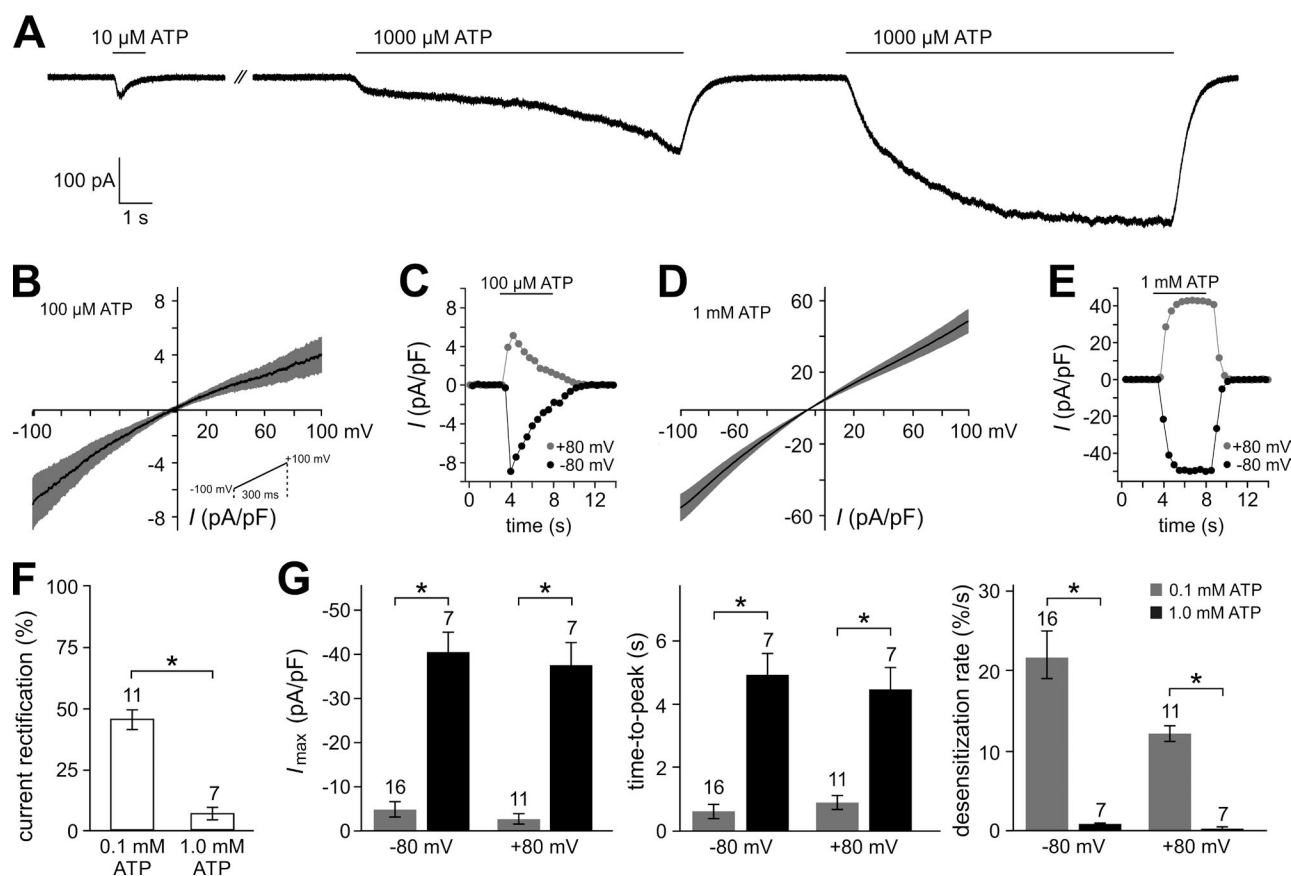 A
10 µM ATP
1000 µM ATP
1000 µM ATP
//
100 pA
1 s
B
100 µM ATP
8
4
-100
20
60
100 mV
-4
-8
I (pA/pF)
+100 mV
-100 mV
300 ms
C
100 µM ATP
8
4
0
-4
-8
I (pA/pF)
+80 mV
-80 mV
0
4
8
12
time (s)
D
1 mM ATP
60
40
20
-100
-60
20
60
100 mV
-20
-60
I (pA/pF)
E
1 mM ATP
40
20
0
-20
-40
I (pA/pF)
+80 mV
-80 mV
0
4
8
12
time (s)
F
current rectification (%)
100
75
50
25
0
11
*
7
0.1 mM
ATP
1.0 mM
ATP
G
Imax (pA/pF)
-50
-40
-30
-20
-10
0
*
*
16
7
11
7
-80 mV
+80 mV
time-to-peak (s)
6
4
2
0
*
*
16
7
11
7
-80 mV
+80 mV
desensitization rate (%/s)
30
20
10
0
*
*
16
7
11
7
-80 mV
+80 mV
0.1 mM ATP
1.0 mM ATP